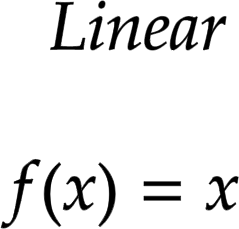 Linear
f(x) = x